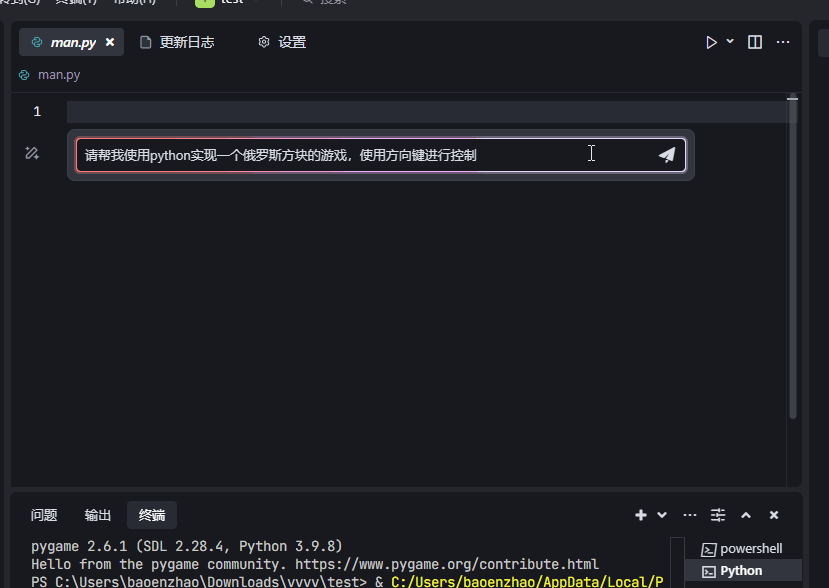 test
man.py
更新日志
设置
man.py
1
请帮我使用python实现一个俄罗斯方块的游戏，使用方向键进行控制
问题
输出
终端
pygame 2.6.1 (SDL 2.28.4, Python 3.9.8)
Hello from the pygame community. https://www.pygame.org/contribute.html
PS C:\Users\baoenzhao\Downloads\vvvv\test> & C:/Users/baoenzhao/AppData/Local/P
powershell
Python